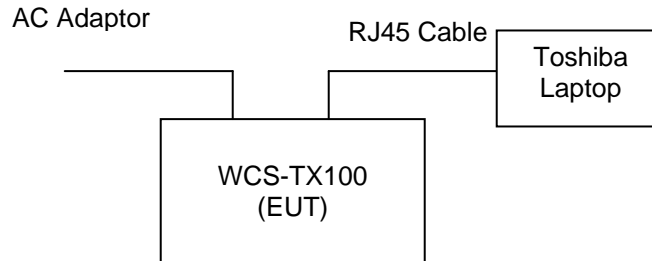 AC Adaptor
RJ45 Cable
Toshiba
Laptop
WCS-TX100
(EUT)